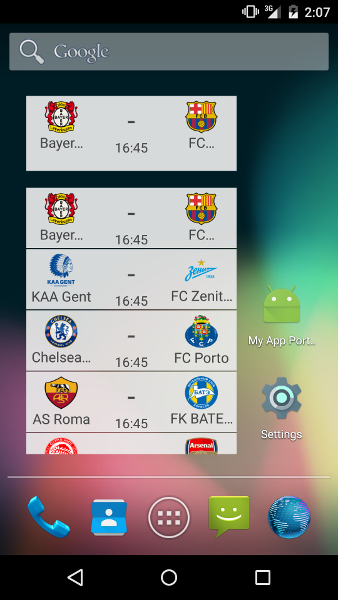 3G 2:07
Google
Bayer... - FC...
16:45
Bayer... - FC...
16:45
KAA GENT
KAA Gent - FC Zenit...
16:45
Chelsea... - FC Porto
16:45
БАТЭ
AS Roma - FK BATE...
16:45
Arsenal
My App Port..
Settings